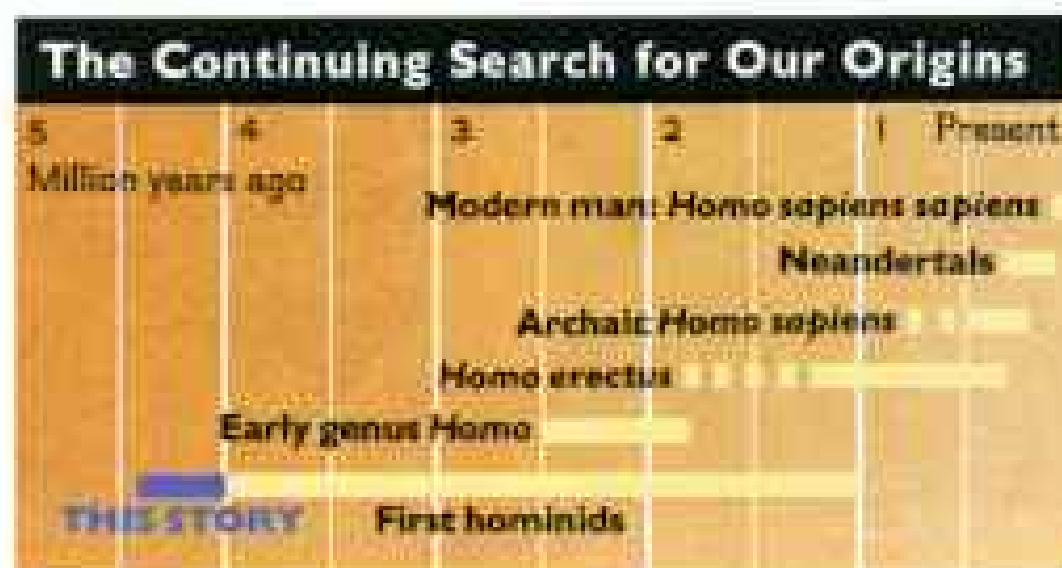 The Continuing Search for Our Origins
5 4 3 2 1 Present
Million years ago
Modern man: Homo sapiens sapiens
Neandertals
Archaic Homo sapiens
Homo erectus
Early genus Homo
THIS STORY First hominids